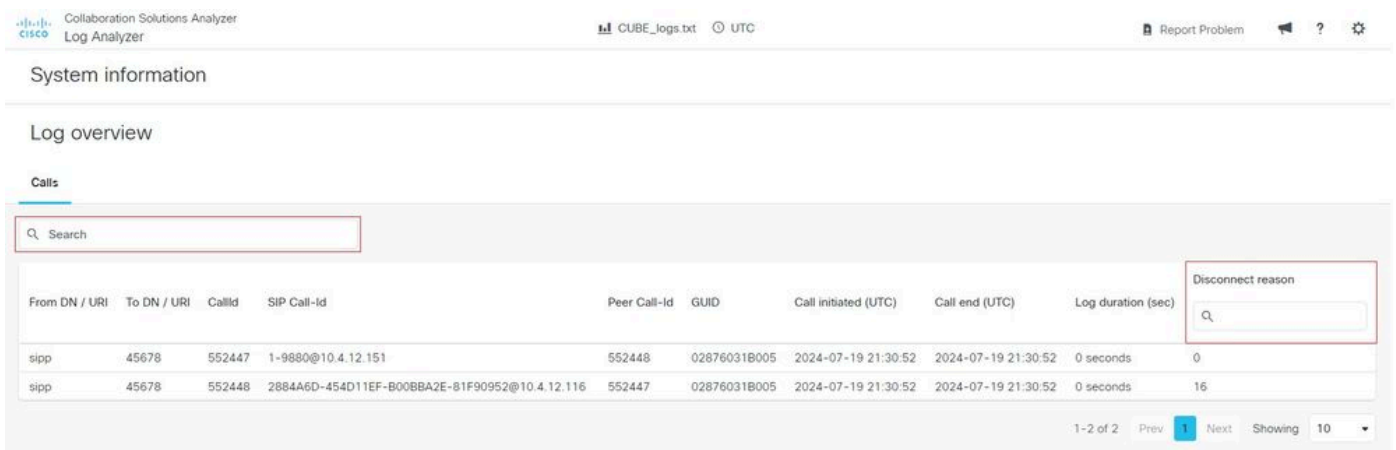 Collaboration Solutions Analyzer
CISCO Log Analyzer CUBE_logs.txt UTC Report Problem ?
System information
Log overview
Calls
Search
From DN / URI To DN / URI CallId SIP Call-Id Peer Call-Id GUID Call initiated (UTC) Call end (UTC) Log duration (sec) Disconnect reason
sipp 45678 552447 1-9880@10.4.12.151 552448 02876031B005 2024-07-19 21:30:52 2024-07-19 21:30:52 0 seconds 0
sipp 45678 552448 2884A6D-454D11EF-B00BBA2E-81F90952@10.4.12.116 552447 02876031B005 2024-07-19 21:30:52 2024-07-19 21:30:52 0 seconds 16
1-2 of 2 Prev 1 Next Showing 10